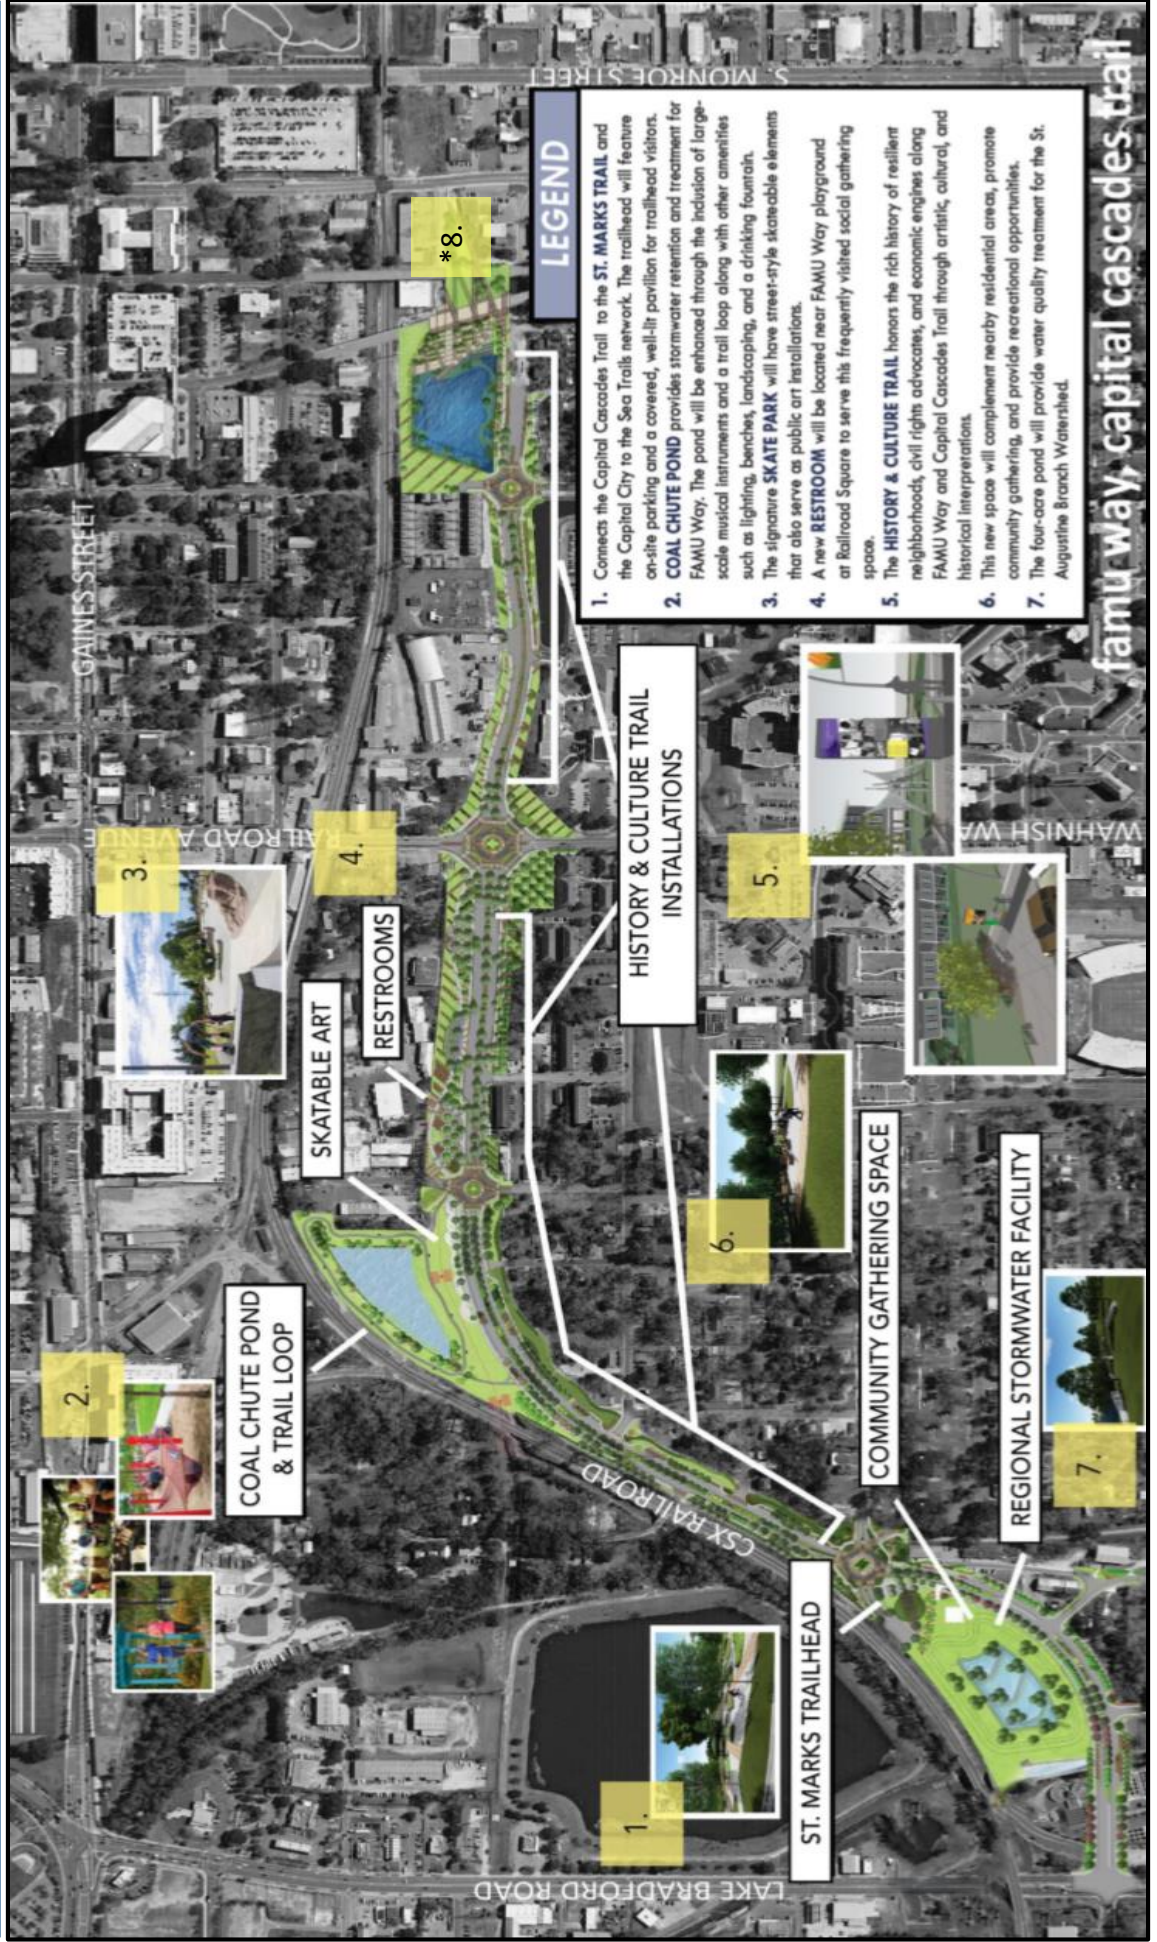 LEGEND
1. Connects the Capital Cascades Trail to the ST. MARKS TRAIL and
the Capital City to the Sea Trails network. The trailhead will feature
on-site parking and a covered, well-lit pavilion for trailhead visitors.
2. COAL CHUTE POND provides stormwater retention and treatment for
FAMU Way. The pond will be enhanced through the inclusion of large-
scale musical instruments and a trail loop along with other amenities
such as lighting, benches, landscaping, and a drinking fountain.
3. The signature SKATE PARK will have street-style skateable elements
that also serve as public art installations.
4. A new RESTROOM will be located near FAMU Way playground
at Railroad Square to serve this frequently visited social gathering
space.
5. The HISTORY & CULTURE TRAIL honors the rich history of resilient
neighborhoods, civil rights advocates, and economic engines along
FAMU Way and Capital Cascades Trail through artistic, cultural, and
historical interpretations.
6. This new space will complement nearby residential areas, promote
community gathering, and provide recreational opportunities.
7. The four-acre pond will provide water quality treatment for the St.
Augustine Branch Watershed.
famu way, capital cascades trail
GAINES STREET
S. MONROE STREET
RAILROAD AVENUE
WAHNISH WA
LAKE BRADFORD ROAD
CSX RAILROAD
1.
2.
3.
4.
5.
6.
7.
*8.
COAL CHUTE POND
& TRAIL LOOP
SKATABLE ART
RESTROOMS
HISTORY & CULTURE TRAIL
INSTALLATIONS
ST. MARKS TRAILHEAD
COMMUNITY GATHERING SPACE
REGIONAL STORMWATER FACILITY